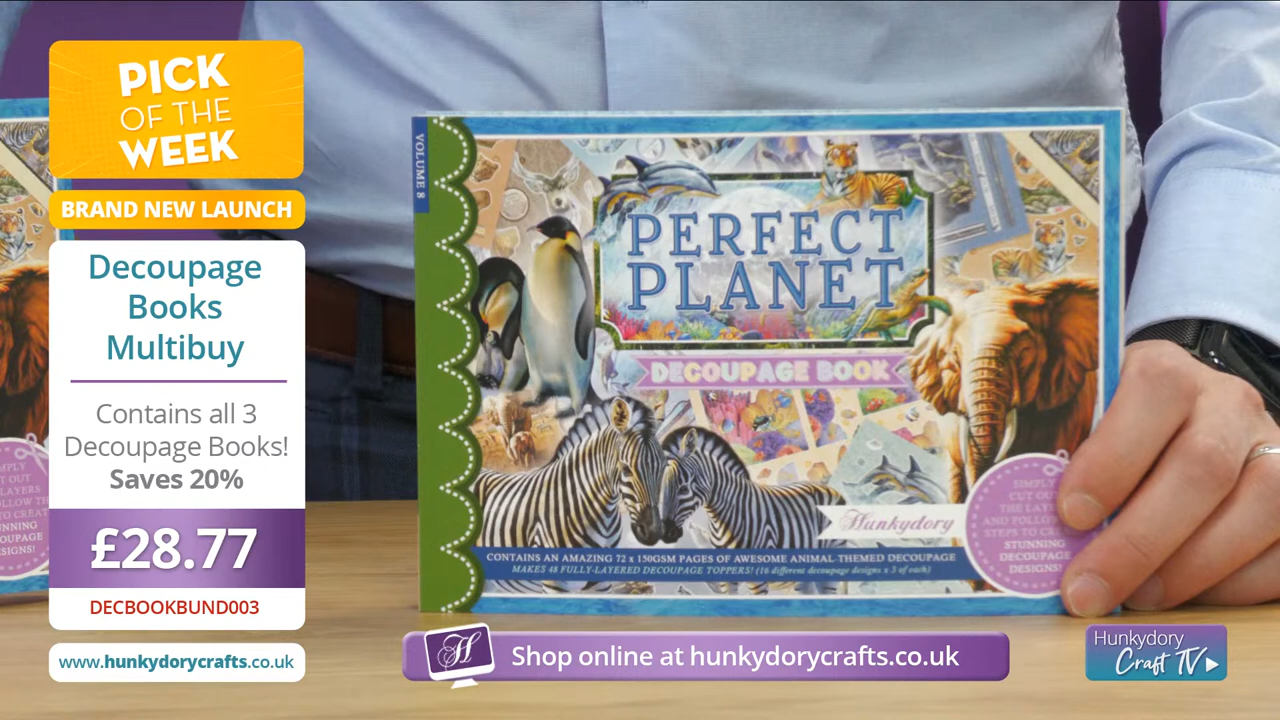 PICK
OF THE
WEEK
BRAND NEW LAUNCH
Decoupage
Books
Multibuy
Contains all 3
Decoupage Books!
Saves 20%
£28.77
DECBOOKBUND003
www.hunkydorycrafts.co.uk
VOLUME 8
PERFECT
PLANET
DECOUPAGE BOOK
Hunkydory
CONTAINS AN AMAZING 72 x 150GSM PAGES OF AWESOME ANIMAL-THEMED DECOUPAGE
MAKES 48 FULLY-LAYERED DECOUPAGE TOPPERS! (16 different decoupage designs x 3 of each)
SIMPLY
CUT OUT
THE LAYERS
AND FOLLOW
STEPS TO
STUNNING
DECOUPAGE
DESIGNS!
Shop online at hunkydorycrafts.co.uk
Hunkydory
Craft TV